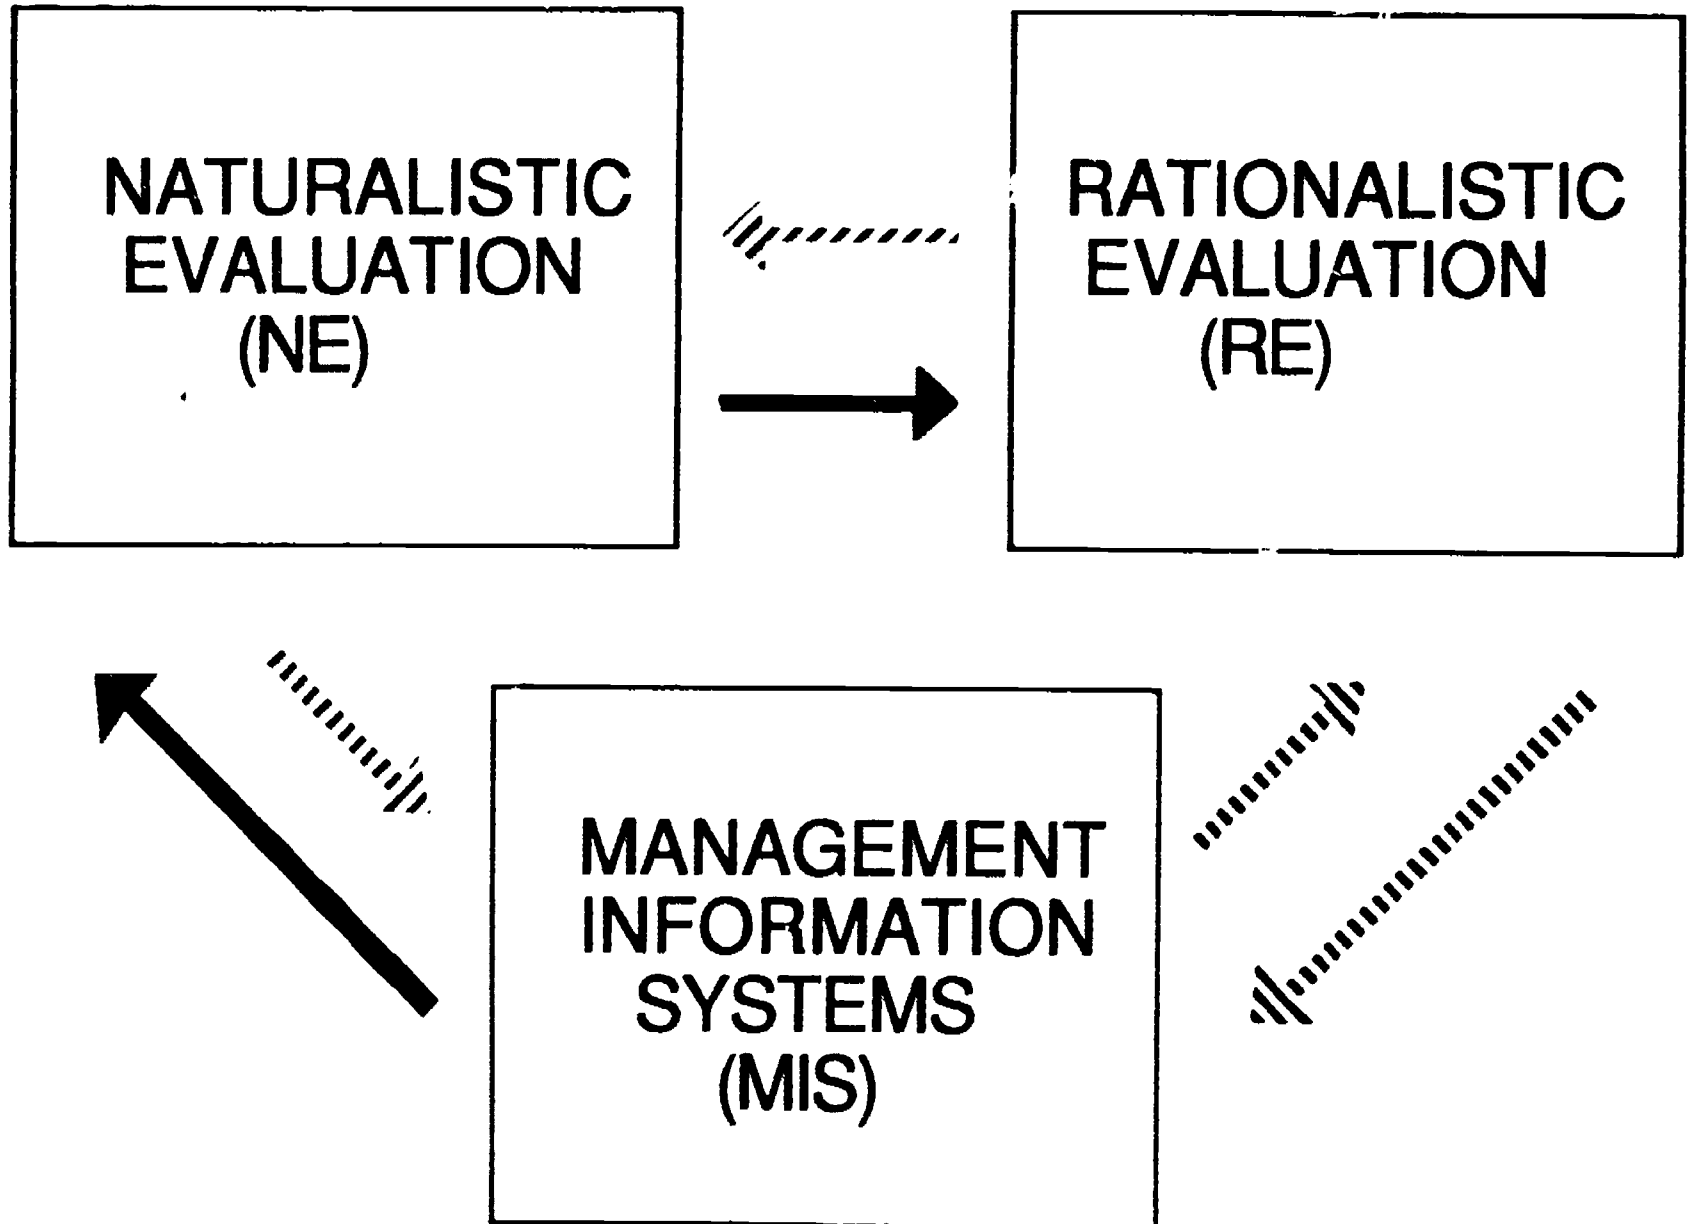 NATURALISTIC
EVALUATION
(NE)
RATIONALISTIC
EVALUATION
(RE)
MANAGEMENT
INFORMATION
SYSTEMS
(MIS)